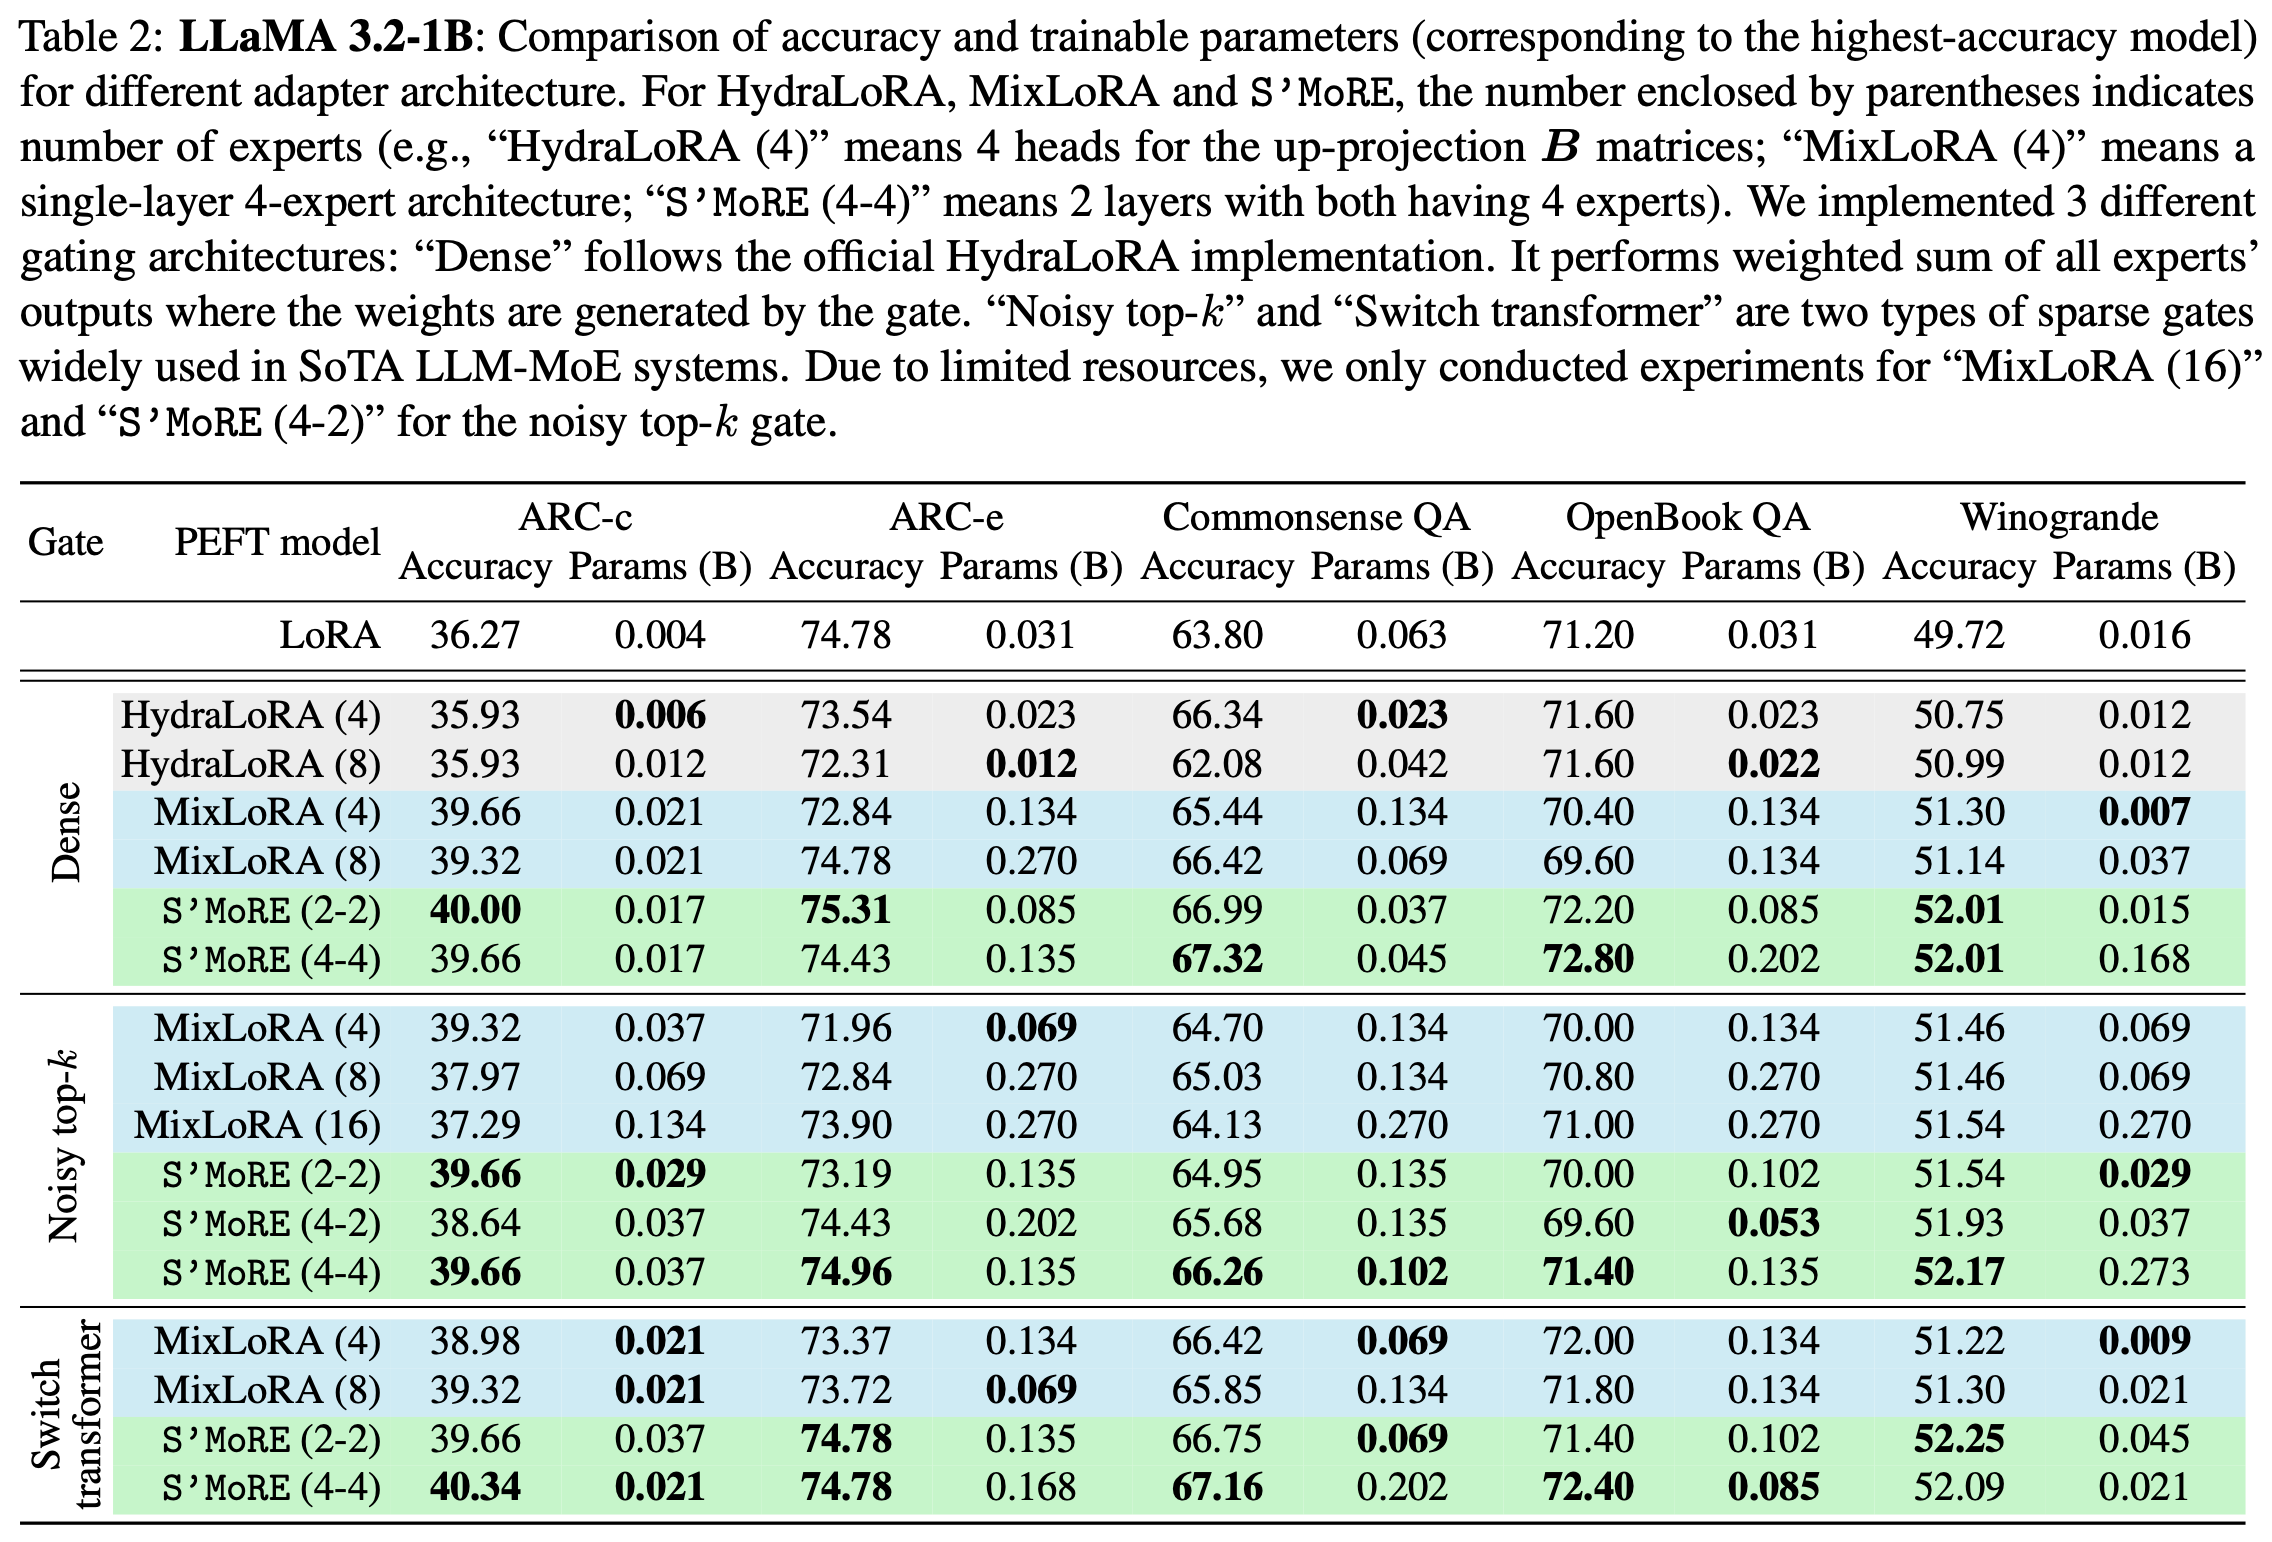 Table 2: LLaMA 3.2-1B: Comparison of accuracy and trainable parameters (corresponding to the highest-accuracy model)
for different adapter architecture. For HydraLoRA, MixLoRA and S’MoRE, the number enclosed by parentheses indicates
number of experts (e.g., “HydraLoRA (4)” means 4 heads for the up-projection B matrices; “MixLoRA (4)” means a
single-layer 4-expert architecture; “S’MoRE (4-4)” means 2 layers with both having 4 experts). We implemented 3 different
gating architectures: “Dense” follows the official HydraLoRA implementation. It performs weighted sum of all experts’
outputs where the weights are generated by the gate. “Noisy top-k” and “Switch transformer” are two types of sparse gates
widely used in SoTA LLM-MoE systems. Due to limited resources, we only conducted experiments for “MixLoRA (16)”
and “S’MoRE (4-2)” for the noisy top-k gate.
Gate PEFT model ARC-c ARC-e Commonsense QA OpenBook QA Winogrande
Accuracy Params (B) Accuracy Params (B) Accuracy Params (B) Accuracy Params (B) Accuracy Params (B)
LoRA 36.27 0.004 74.78 0.031 63.80 0.063 71.20 0.031 49.72 0.016
Dense
HydraLoRA (4) 35.93 0.006 73.54 0.023 66.34 0.023 71.60 0.023 50.75 0.012
HydraLoRA (8) 35.93 0.012 72.31 0.012 62.08 0.042 71.60 0.022 50.99 0.012
MixLoRA (4) 39.66 0.021 72.84 0.134 65.44 0.134 70.40 0.134 51.30 0.007
MixLoRA (8) 39.32 0.021 74.78 0.270 66.42 0.069 69.60 0.134 51.14 0.037
S’MoRE (2-2) 40.00 0.017 75.31 0.085 66.99 0.037 72.20 0.085 52.01 0.015
S’MoRE (4-4) 39.66 0.017 74.43 0.135 67.32 0.045 72.80 0.202 52.01 0.168
Noisy top-k
MixLoRA (4) 39.32 0.037 71.96 0.069 64.70 0.134 70.00 0.134 51.46 0.069
MixLoRA (8) 37.97 0.069 72.84 0.270 65.03 0.134 70.80 0.270 51.46 0.069
MixLoRA (16) 37.29 0.134 73.90 0.270 64.13 0.270 71.00 0.270 51.54 0.270
S’MoRE (2-2) 39.66 0.029 73.19 0.135 64.95 0.135 70.00 0.102 51.54 0.029
S’MoRE (4-2) 38.64 0.037 74.43 0.202 65.68 0.135 69.60 0.053 51.93 0.037
S’MoRE (4-4) 39.66 0.037 74.96 0.135 66.26 0.102 71.40 0.135 52.17 0.273
Switch
transformer
MixLoRA (4) 38.98 0.021 73.37 0.134 66.42 0.069 72.00 0.134 51.22 0.009
MixLoRA (8) 39.32 0.021 73.72 0.069 65.85 0.134 71.80 0.134 51.30 0.021
S’MoRE (2-2) 39.66 0.037 74.78 0.135 66.75 0.069 71.40 0.102 52.25 0.045
S’MoRE (4-4) 40.34 0.021 74.78 0.168 67.16 0.202 72.40 0.085 52.09 0.021